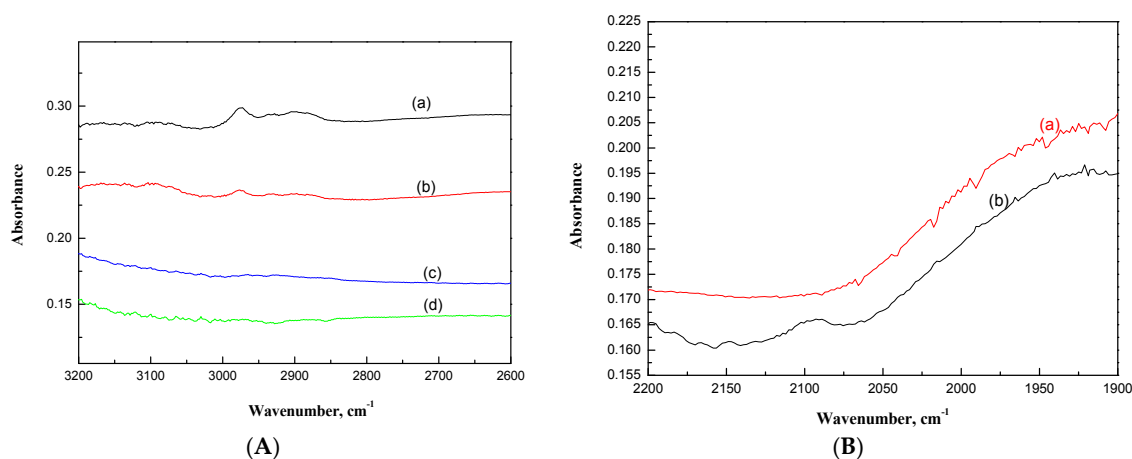 0.30
0.25
0.20
0.15
Absorbance
(a)
(b)
(c)
(d)
3200 3100 3000 2900 2800 2700 2600
Wavenumber, cm-1
(A)
0.225
0.220
0.215
0.210
0.205
0.200
0.195
0.190
0.185
0.180
0.175
0.170
0.165
0.160
0.155
Absorbance
(a)
(b)
2200 2150 2100 2050 2000 1950 1900
Wavenumber, cm-1
(B)